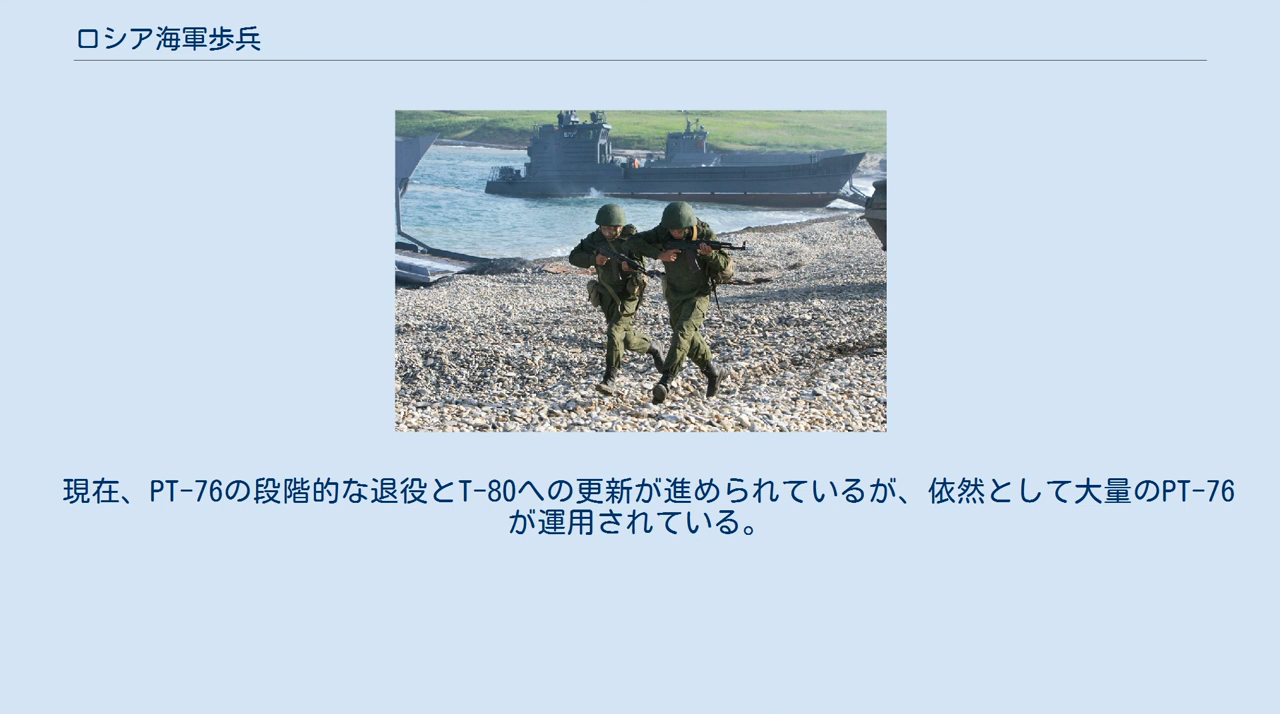 ロシア海軍歩兵
現在、PT-76の段階的な退役とT-80への更新が進められているが、依然として大量のPT-76
が運用されている。